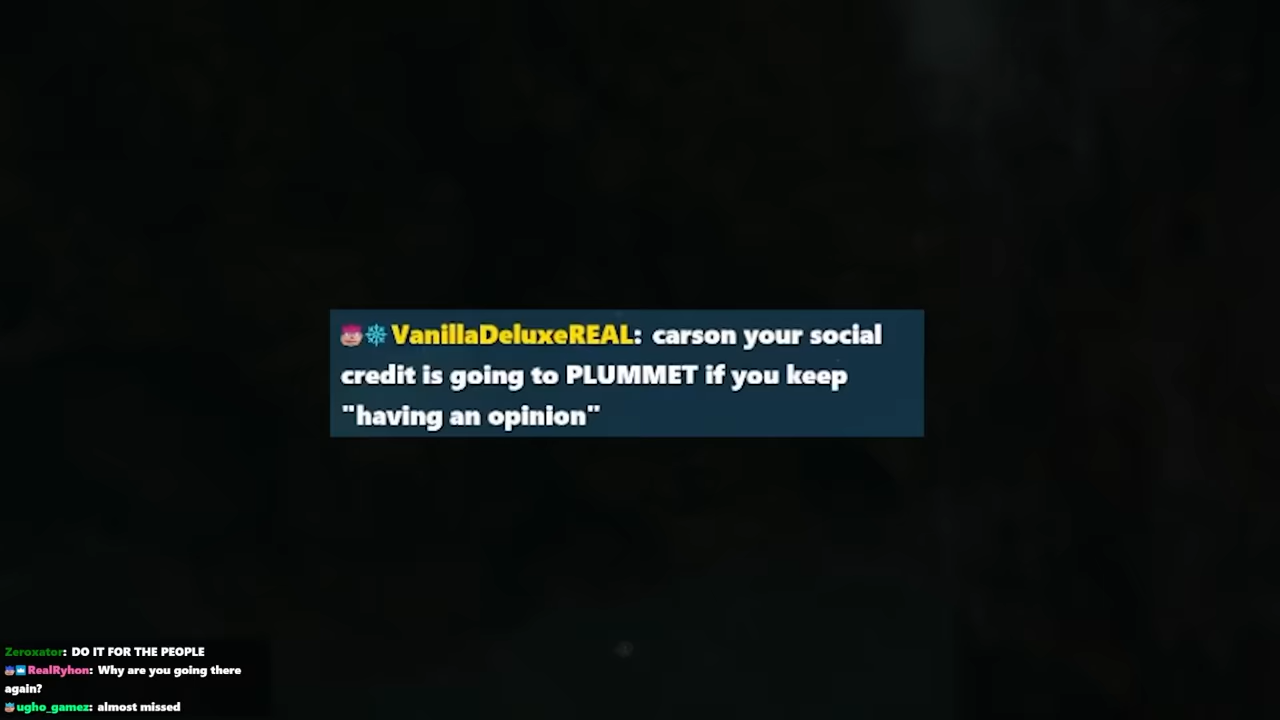 VanillaDeluxeREAL: carson your social
credit is going to PLUMMET if you keep
"having an opinion"
Zeroxator: DO IT FOR THE PEOPLE
RealRyhon: Why are you going there
again?
ugho_gamez: almost missed